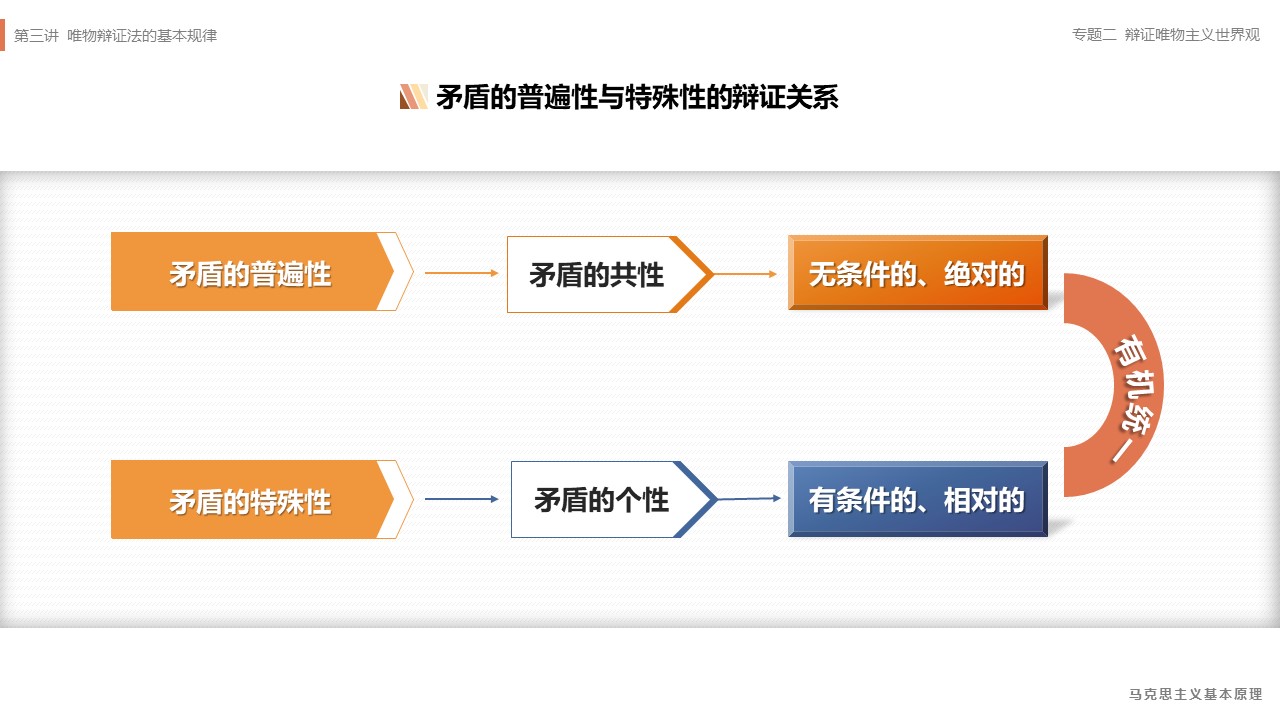 第三讲 唯物辩证法的基本规律
专题二 辩证唯物主义世界观
矛盾的普遍性与特殊性的辩证关系
矛盾的普遍性
矛盾的共性
无条件的、绝对的
有机统一
矛盾的特殊性
矛盾的个性
有条件的、相对的
马克思主义基本原理